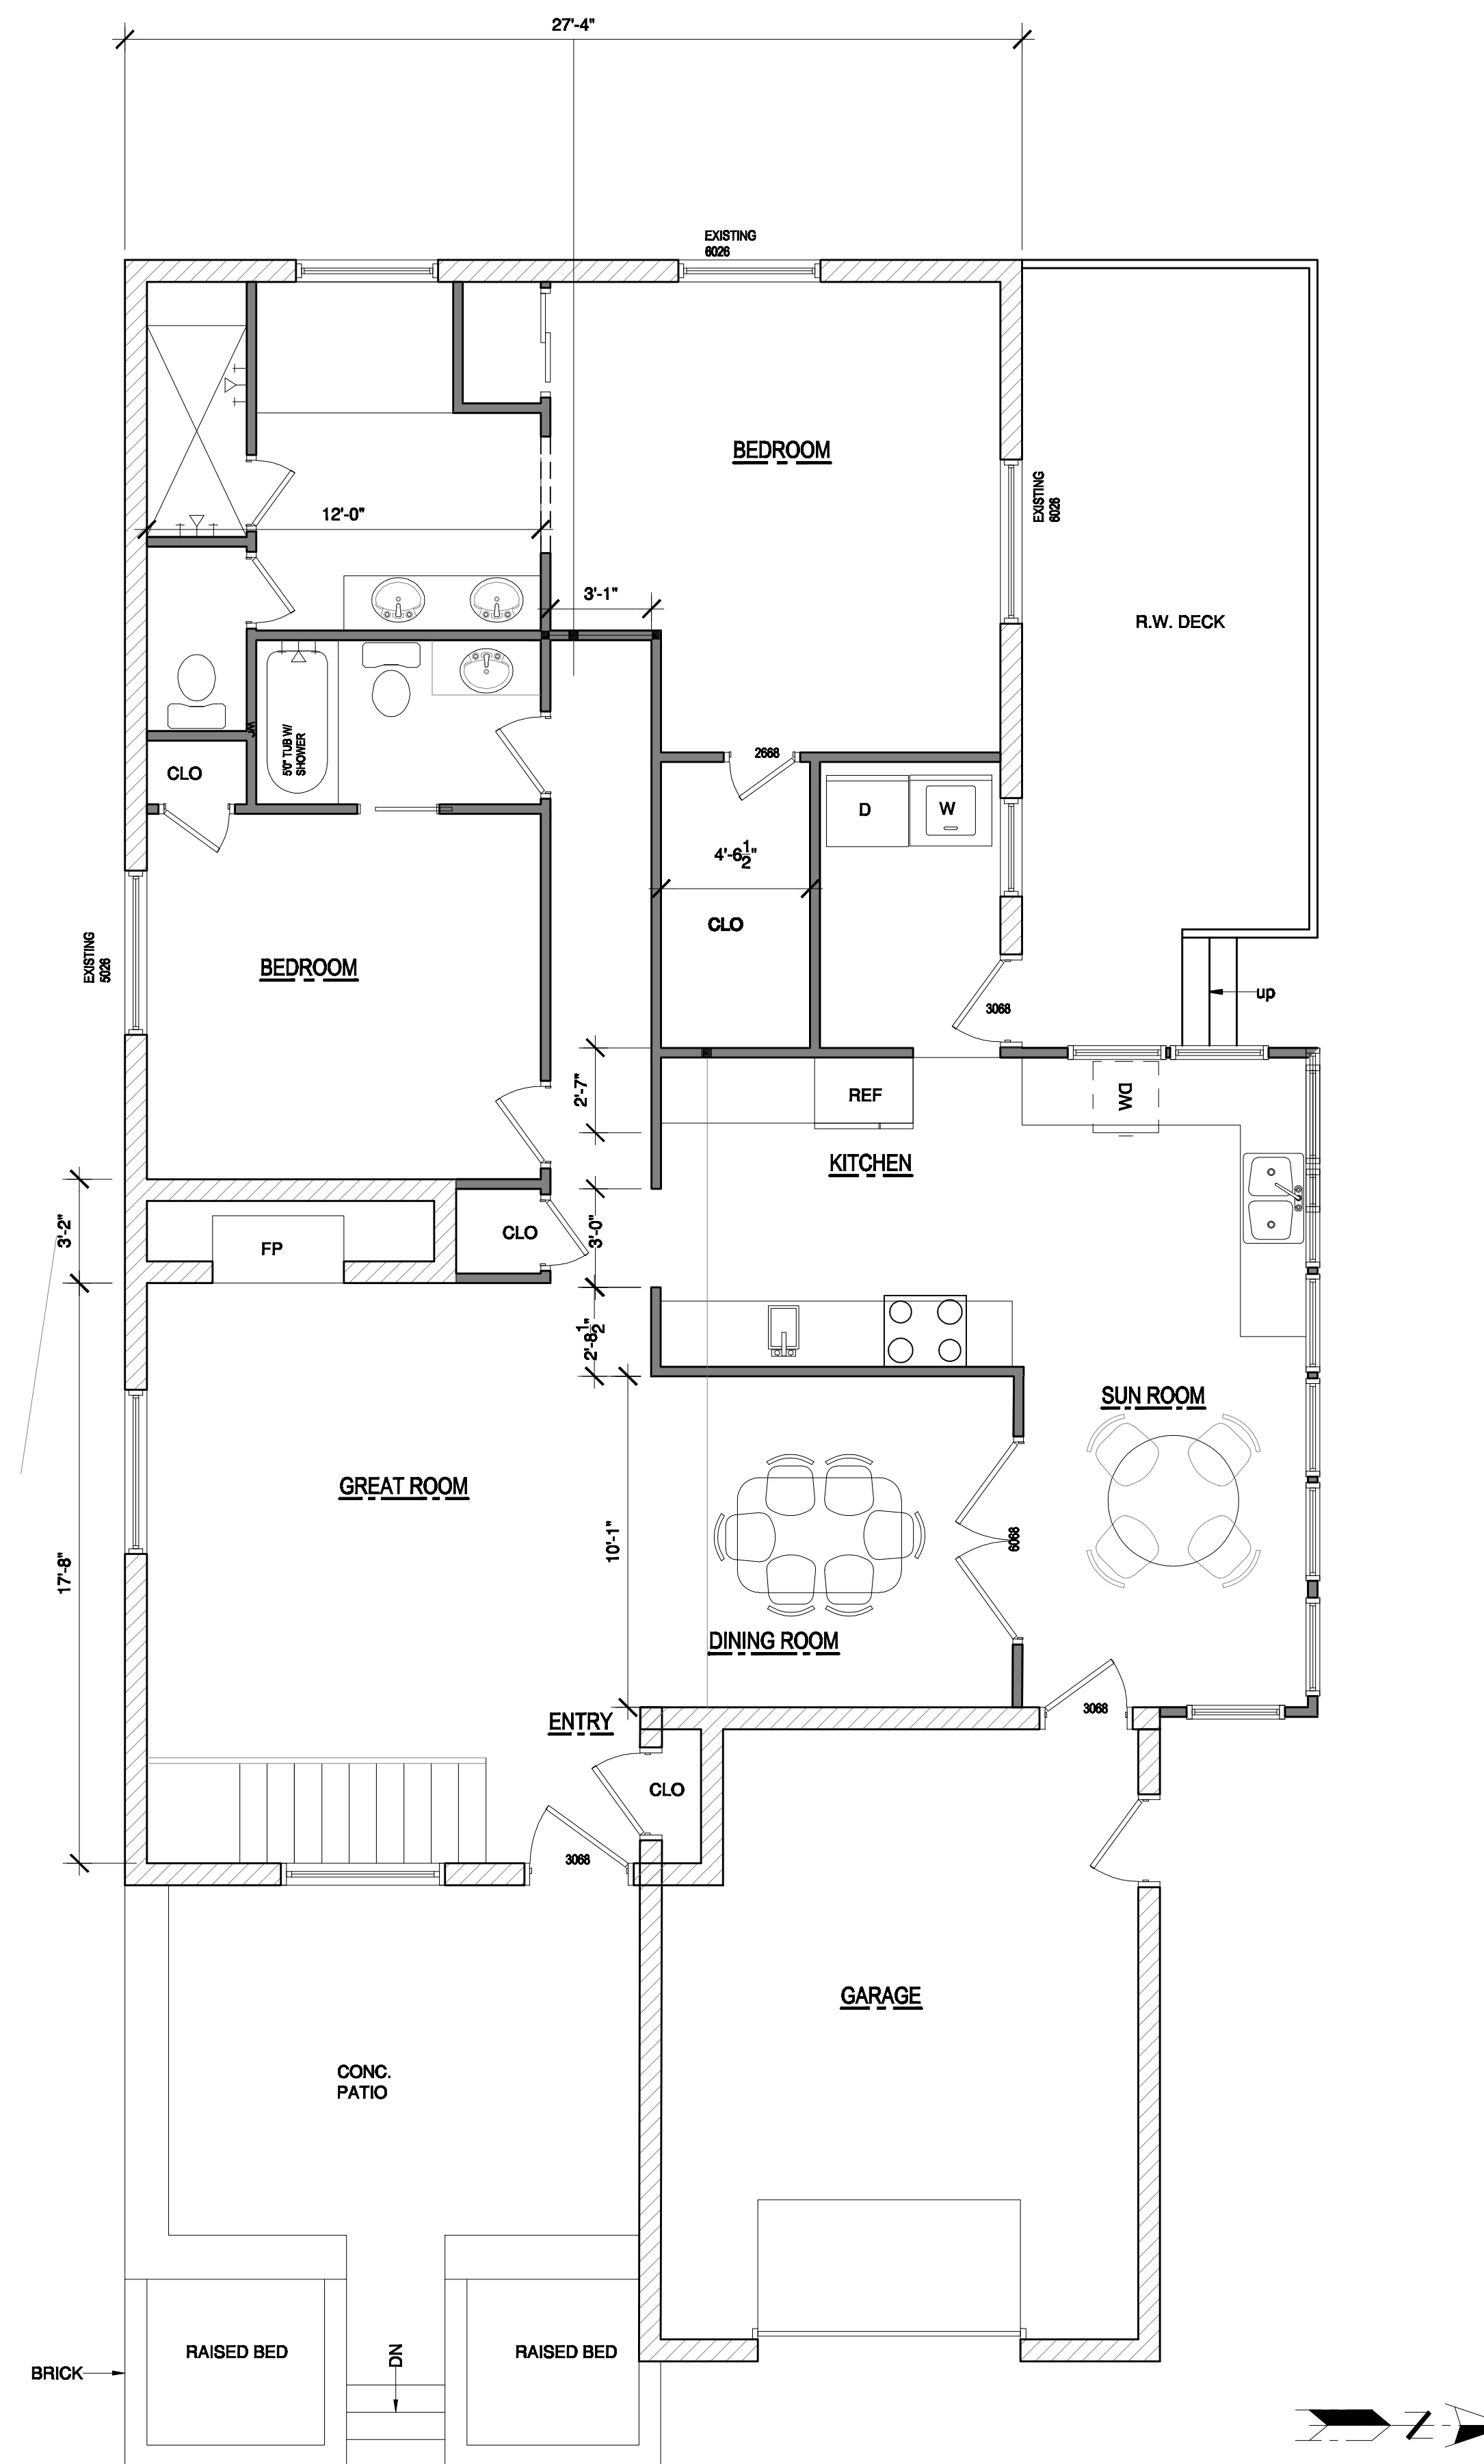 27'-4"
EXISTING
6026
BEDROOM
EXISTING
6026
12'-0"
3'-1"
R.W. DECK
5'0" TUB W/
SHOWER
2668
CLO
D
W
4'-6 1/2"
CLO
EXISTING
5026
BEDROOM
3068
up
2'-7"
REF
DW
KITCHEN
3'-2"
FP
CLO
3'-0"
2'-8 1/2"
SUN ROOM
GREAT ROOM
10'-1"
6068
17'-8"
DINING ROOM
3068
ENTRY
CLO
3068
GARAGE
CONC.
PATIO
RAISED BED
DN
RAISED BED
BRICK
N